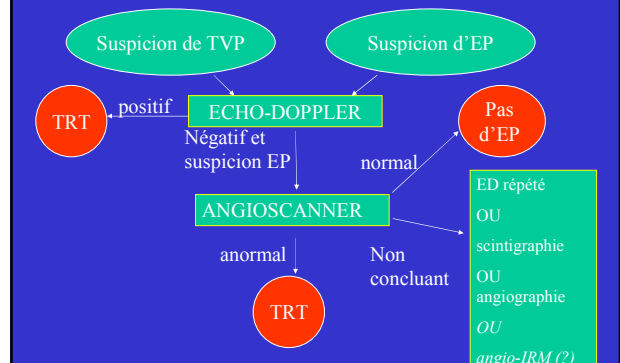 Suspicion de TVP
Suspicion d'EP
TRT
positif
ECHO-DOPPLER
Pas
d'EP
Négatif et
suspicion EP
normal
ANGIOSCANNER
ED répété
OU
scintigraphie
OU
angiographie
OU
angio-IRM (?)
anormal
Non
concluant
TRT